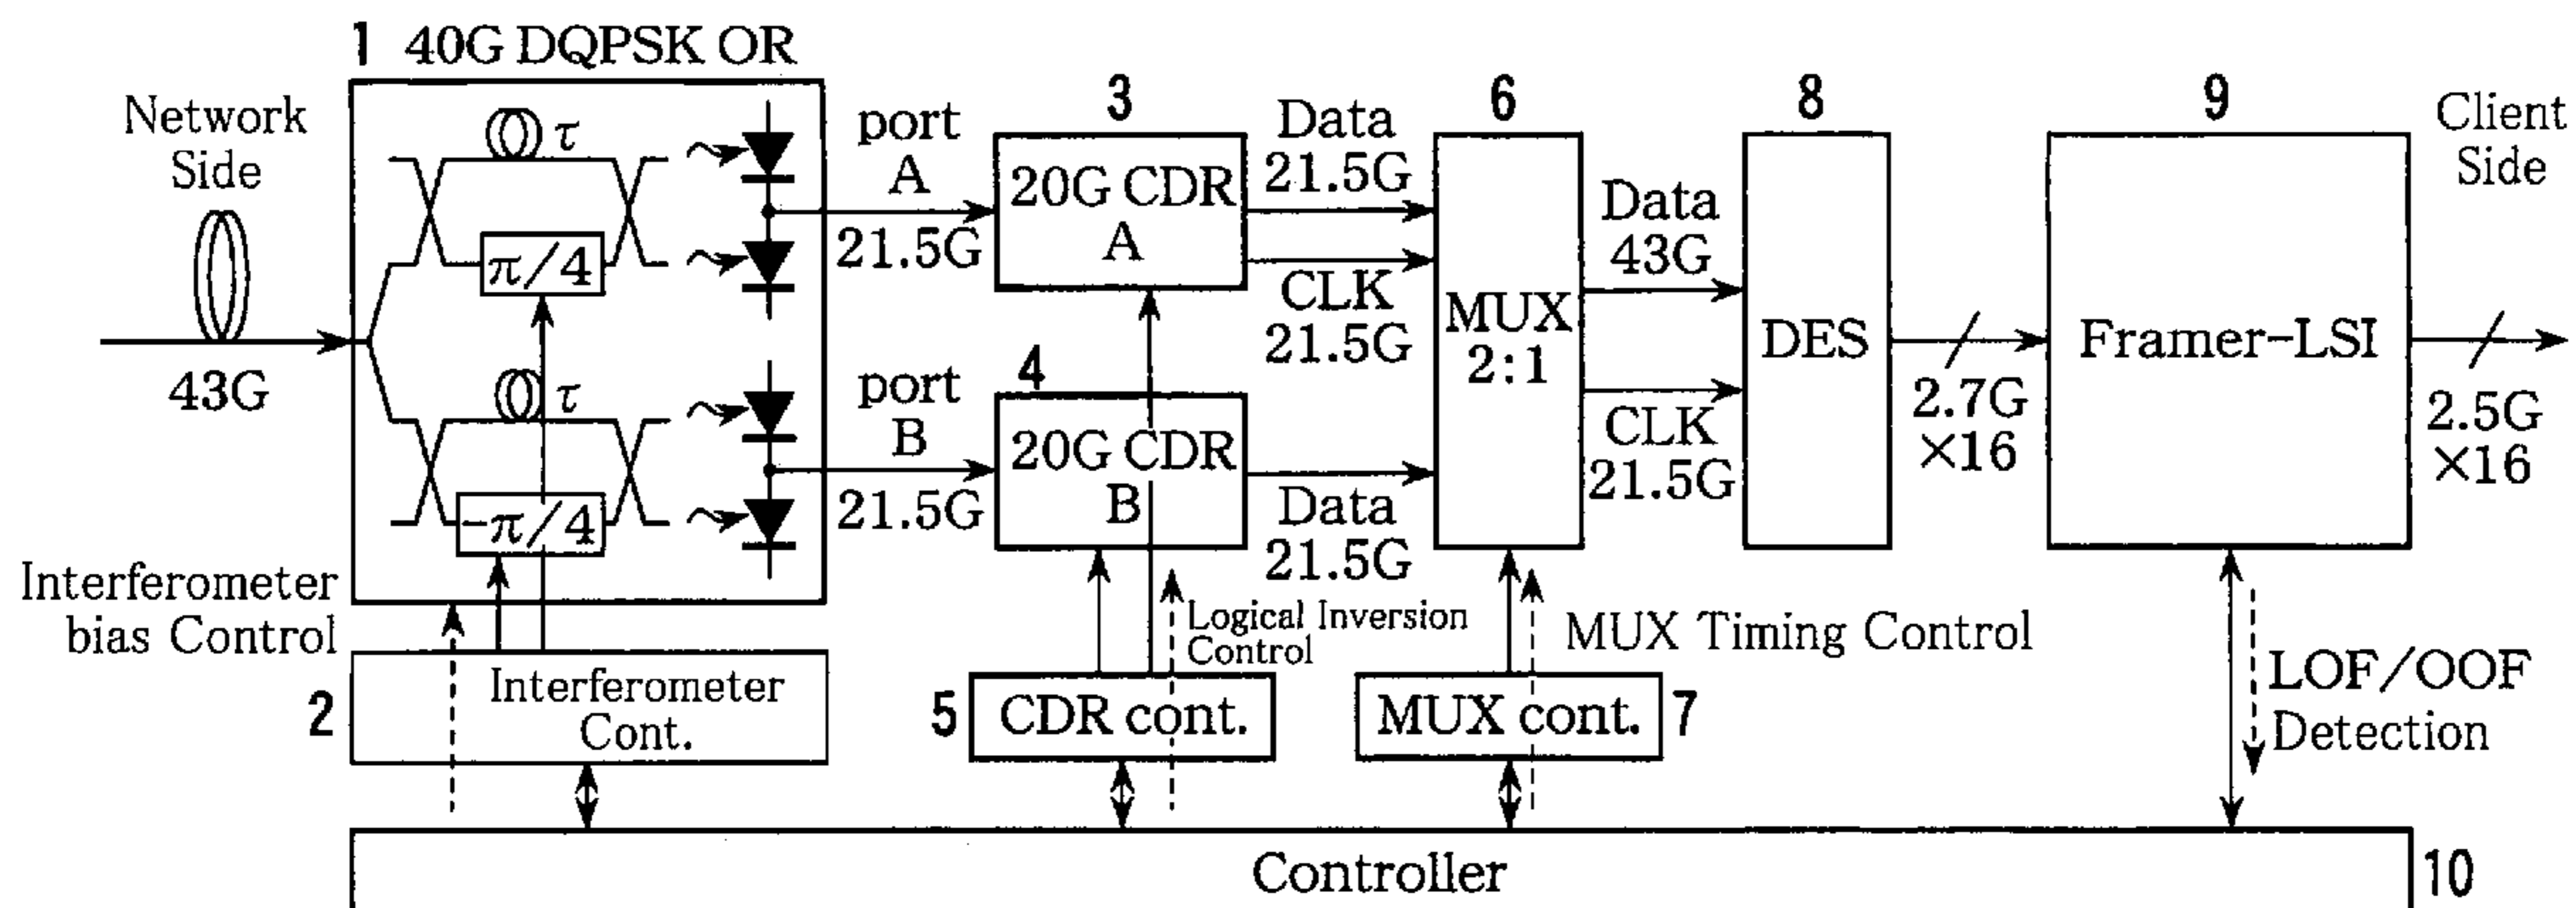 1 40G DQPSK OR
Network
Side
43G
τ
π/4
τ
-π/4
port
A
21.5G
port
B
21.5G
3
20G CDR
A
4
20G CDR
B
Data
21.5G
CLK
21.5G
Data
21.5G
6
MUX
2:1
Data
43G
CLK
21.5G
8
DES
2.7G
×16
9
Framer-LSI
Client
Side
2.5G
×16
Interferometer
bias Control
2
Interferometer
Cont.
Logical Inversion
Control
5
CDR cont.
MUX Timing Control
MUX cont.
7
LOF/OOF
Detection
Controller
10